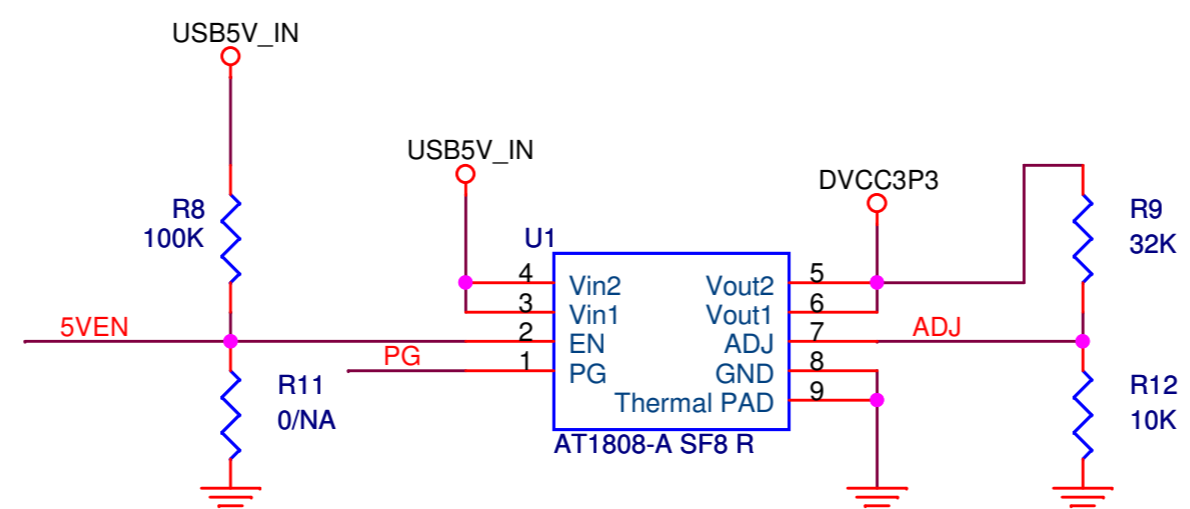 USB5V_IN
USB5V_IN
DVCC3P3
R8
100K
R9
32K
U1
4
Vin2
Vout2
5
3
Vin1
Vout1
6
5VEN
2
EN
ADJ
7
ADJ
PG
1
PG
GND
8
Thermal PAD
9
R11
0/NA
R12
10K
AT1808-A SF8 R